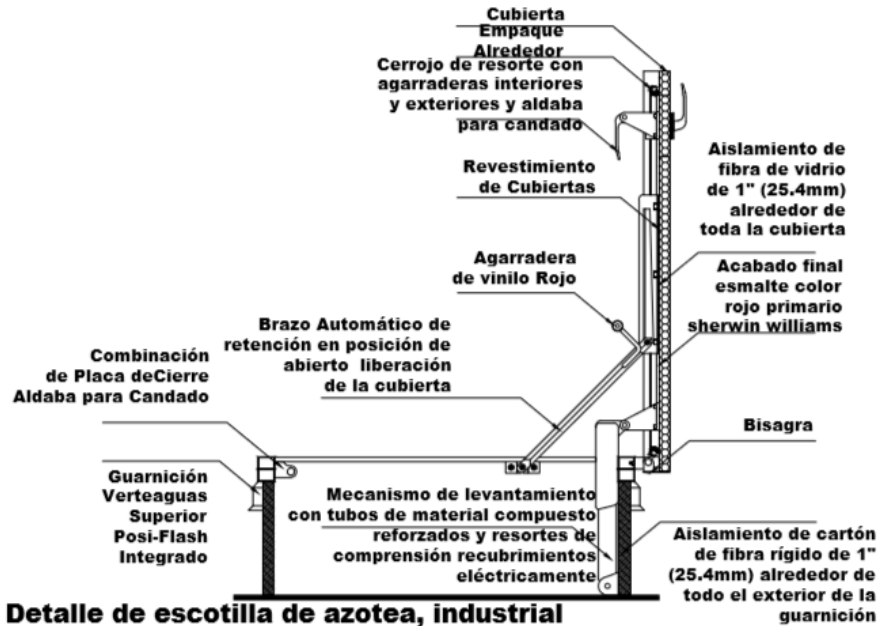 Cubierta
Empaque
Alrededor
Cerrojo de resorte con
agarraderas interiores
y exteriores y aldaba
para candado
Revestimiento
de Cubiertas
Agarradera
de vinilo Rojo
Brazo Automático de
retención en posición de
abierto liberación
de la cubierta
Combinación
de Placa deCierre
Aldaba para Candado
Guarnición
Verteaguas
Superior
Posi-Flash
Integrado
Mecanismo de levantamiento
con tubos de material compuesto
reforzados y resortes de
comprensión recubrimientos
eléctricamente
Aislamiento de
fibra de vidrio
de 1" (25.4mm)
alrededor de
toda la cubierta
Acabado final
esmalte color
rojo primario
sherwin williams
Bisagra
Aislamiento de cartón
de fibra rígido de 1"
(25.4mm) alrededor de
todo el exterior de la
guarnición
Detalle de escotilla de azotea, industrial